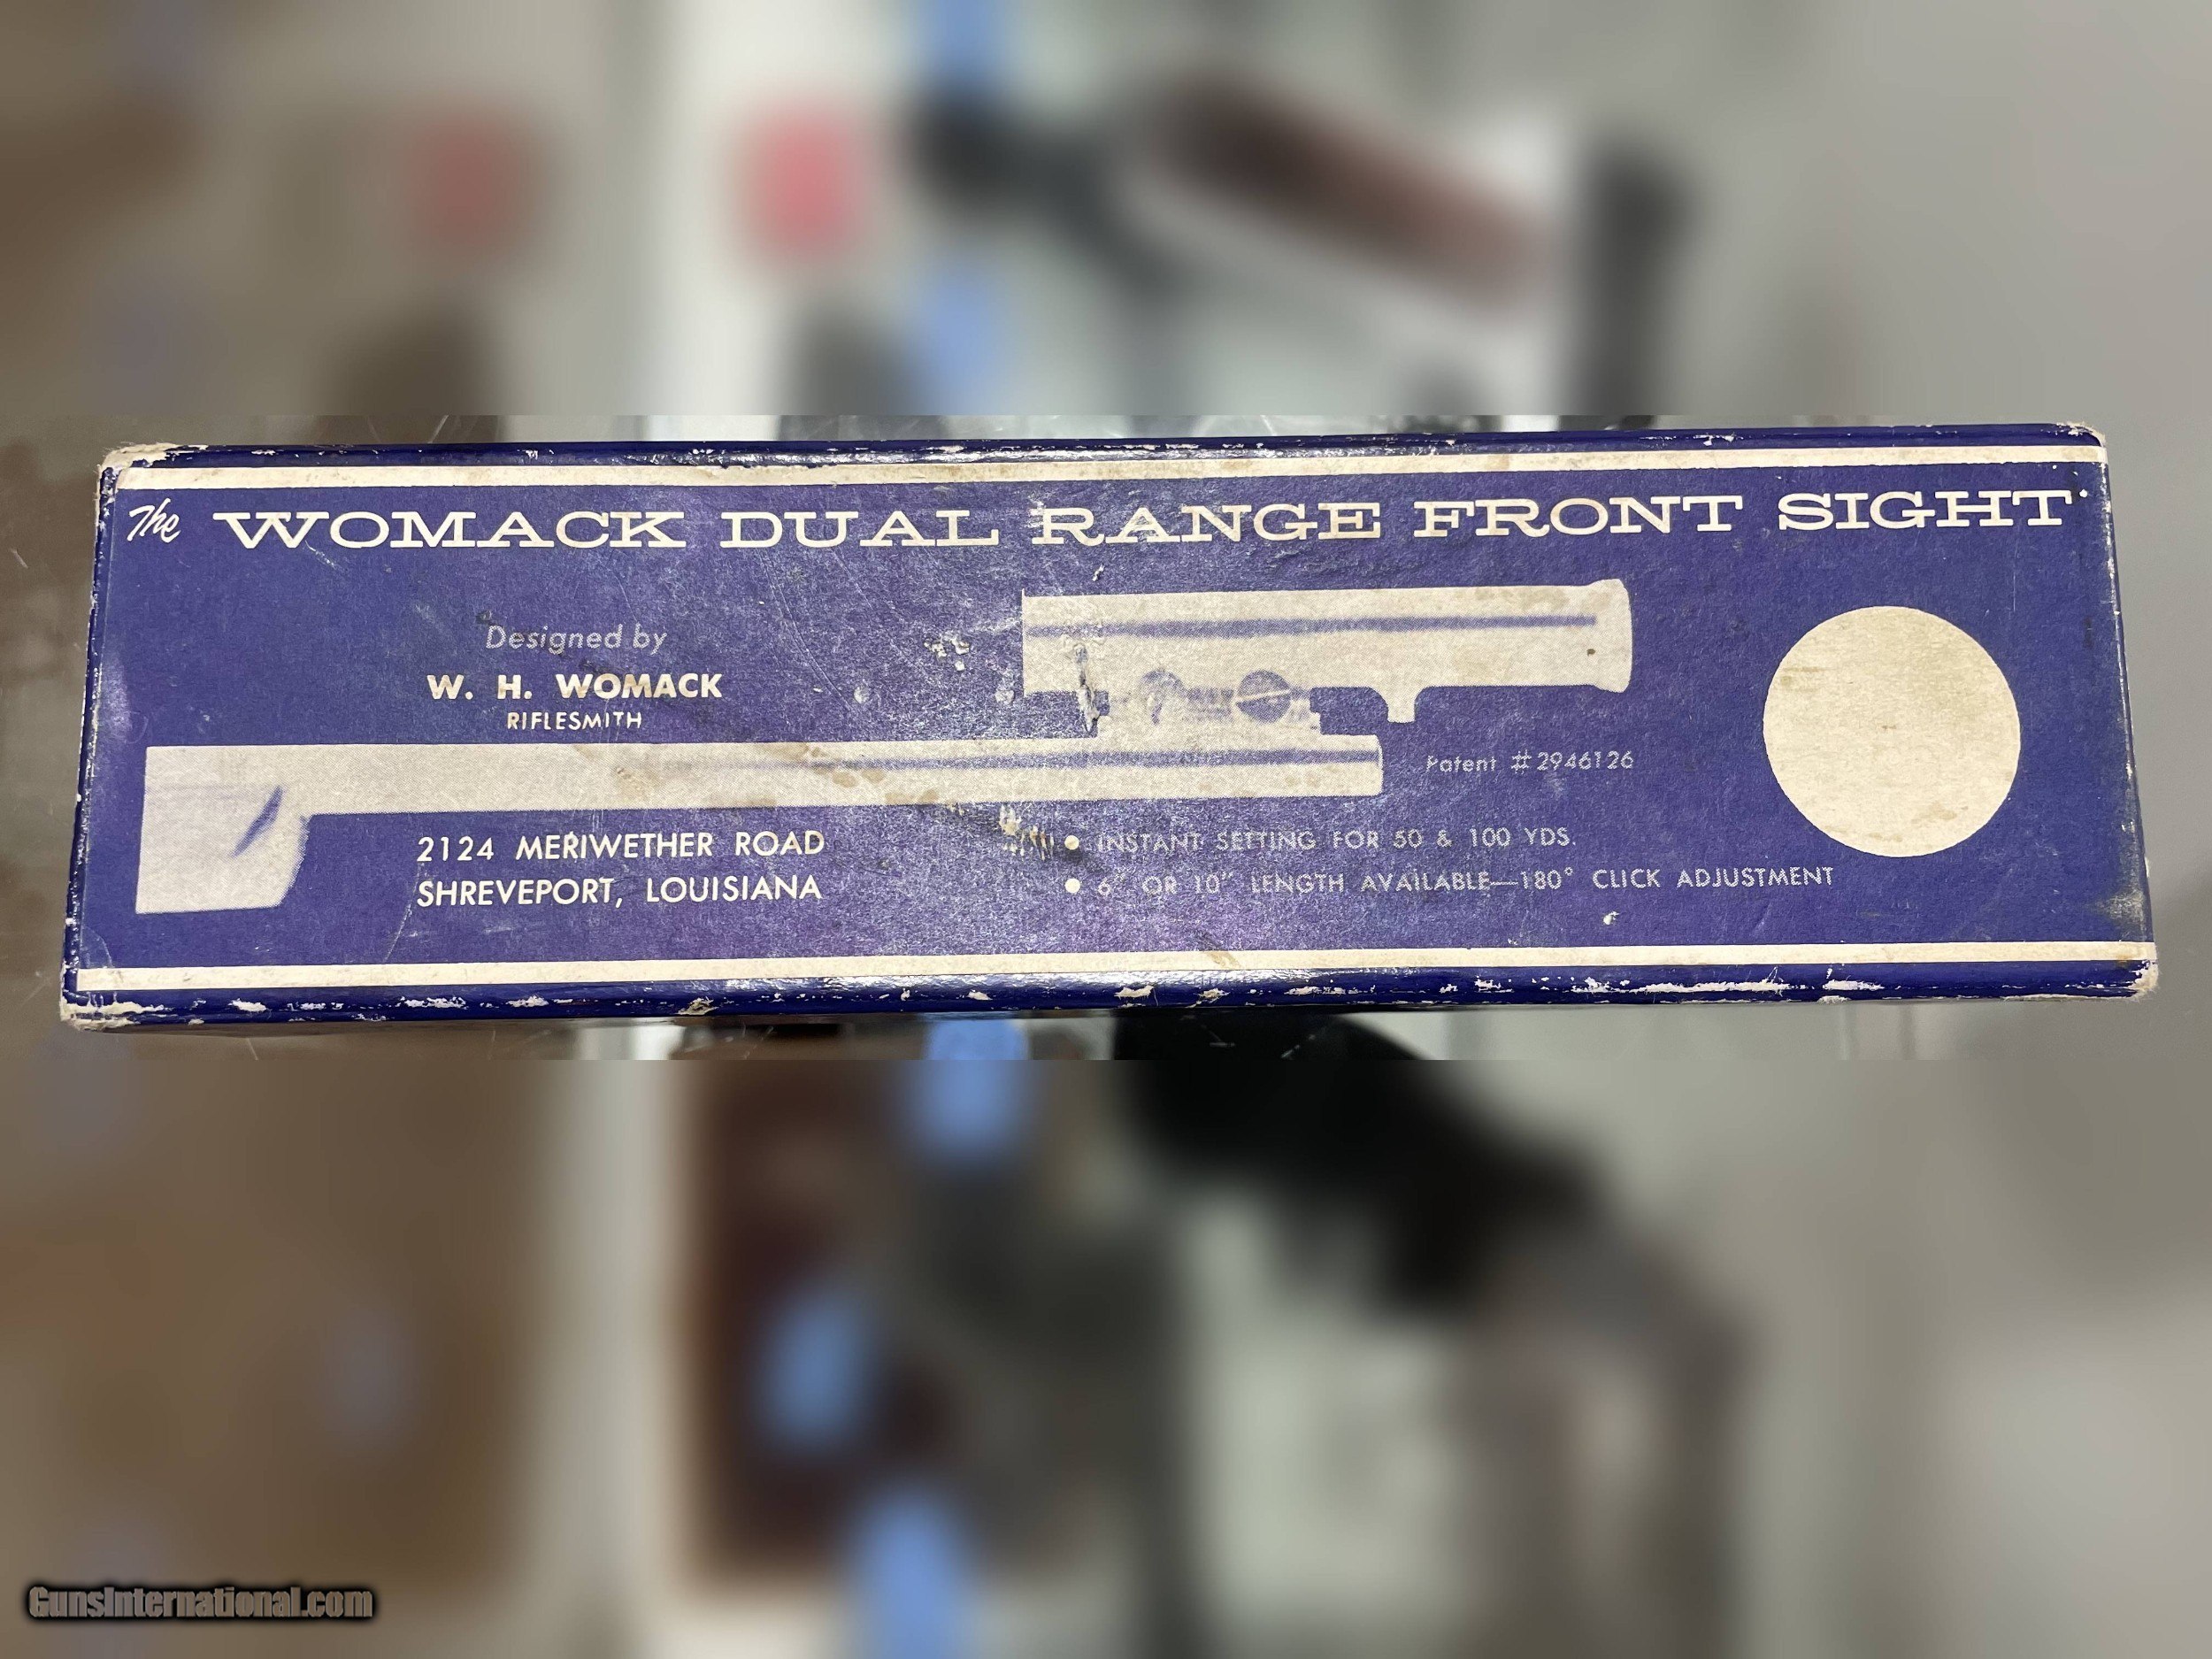 The WOMACK DUAL RANGE FRONT SIGHT
Designed by
W. H. WOMACK
RIFLESMITH
Patent #2946126
2124 MERIWETHER ROAD
SHREVEPORT, LOUISIANA
• INSTANT SETTING FOR 50 & 100 YDS.
• 6" OR 10" LENGTH AVAILABLE—180° CLICK ADJUSTMENT
GunsInternational.com